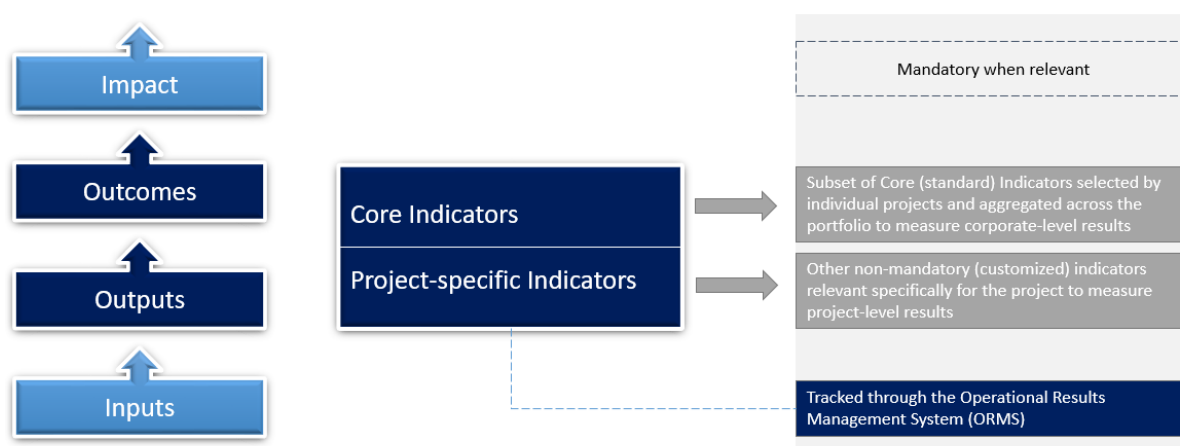 Impact
Outcomes
Outputs
Inputs
Core Indicators
Project-specific Indicators
Mandatory when relevant
Subset of Core (standard) Indicators selected by
individual projects and aggregated across the
portfolio to measure corporate-level results
Other non-mandatory (customized) indicators
relevant specifically for the project to measure
project-level results
Tracked through the Operational Results
Management System (ORMS)